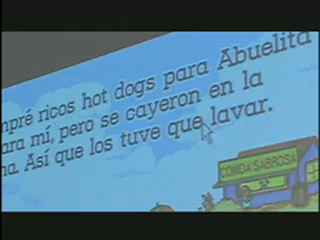 mpré ricos hot dogs para Abuelita
ara mí, pero se cayeron en la
na. Así que los tuve que lavar.
COMIDA SABROSA